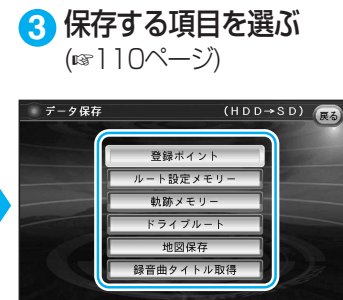 3 保存する項目を選ぶ
(☞110ページ)
データ保存 (HDD→SD) 戻る
登録ポイント
ルート設定メモリー
軌跡メモリー
ドライブルート
地図保存
録音曲タイトル取得